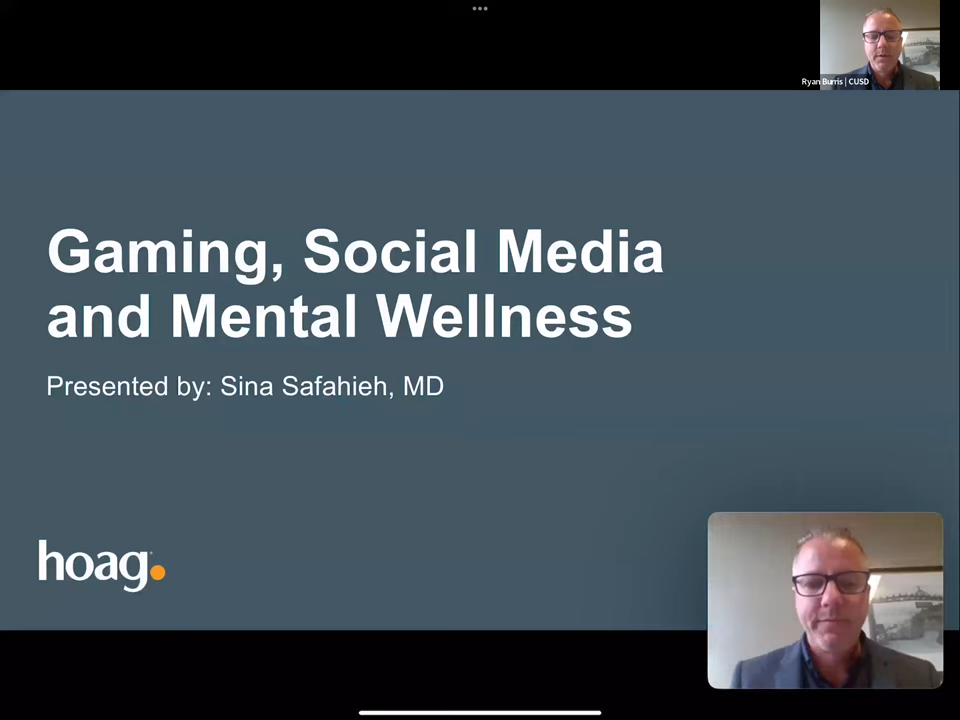 Ryan Burris | CUSD
Gaming, Social Media
and Mental Wellness
Presented by: Sina Safahieh, MD
hoag.